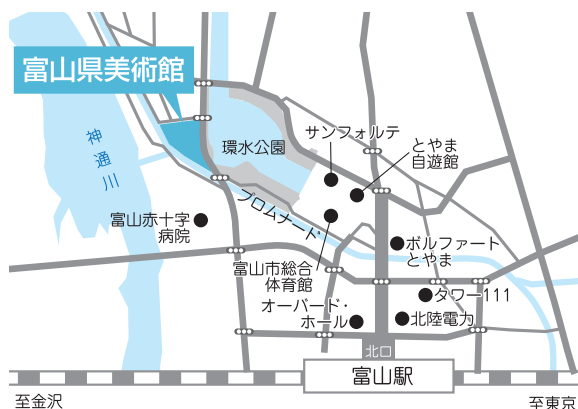 富山県美術館
神通川
環水公園
サンフォルテ
とやま
自遊館
プロムナード
富山赤十字
病院
富山市総合
体育館
ボルファート
とやま
オーバード・
ホール
タワー111
北陸電力
北口
富山駅
至金沢
至東京